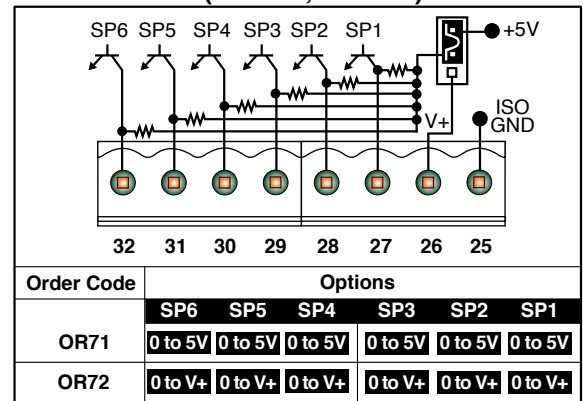 SP6 SP5 SP4 SP3 SP2 SP1
+5V
V+
ISO
GND
32 31 30 29 28 27 26 25
Order Code Options
SP6 SP5 SP4 SP3 SP2 SP1
OR71 0 to 5V 0 to 5V 0 to 5V 0 to 5V 0 to 5V 0 to 5V
OR72 0 to V+ 0 to V+ 0 to V+ 0 to V+ 0 to V+ 0 to V+